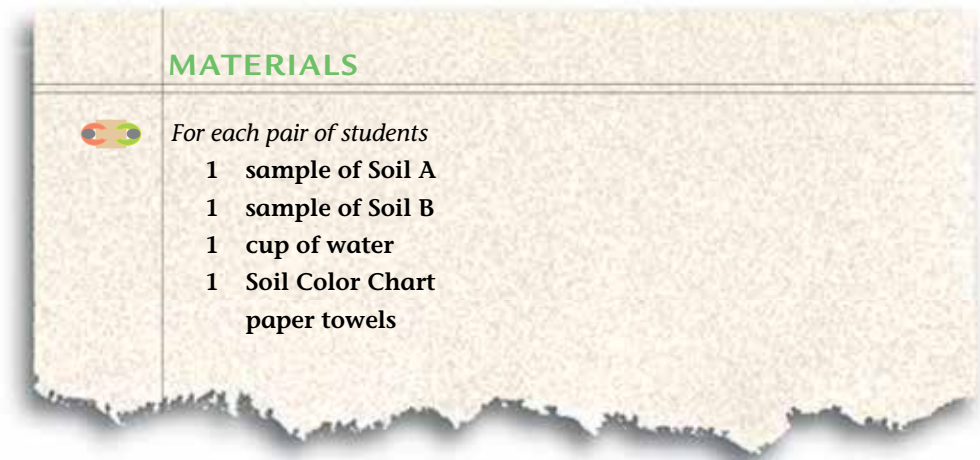 MATERIALS
For each pair of students
1 sample of Soil A
1 sample of Soil B
1 cup of water
1 Soil Color Chart
paper towels